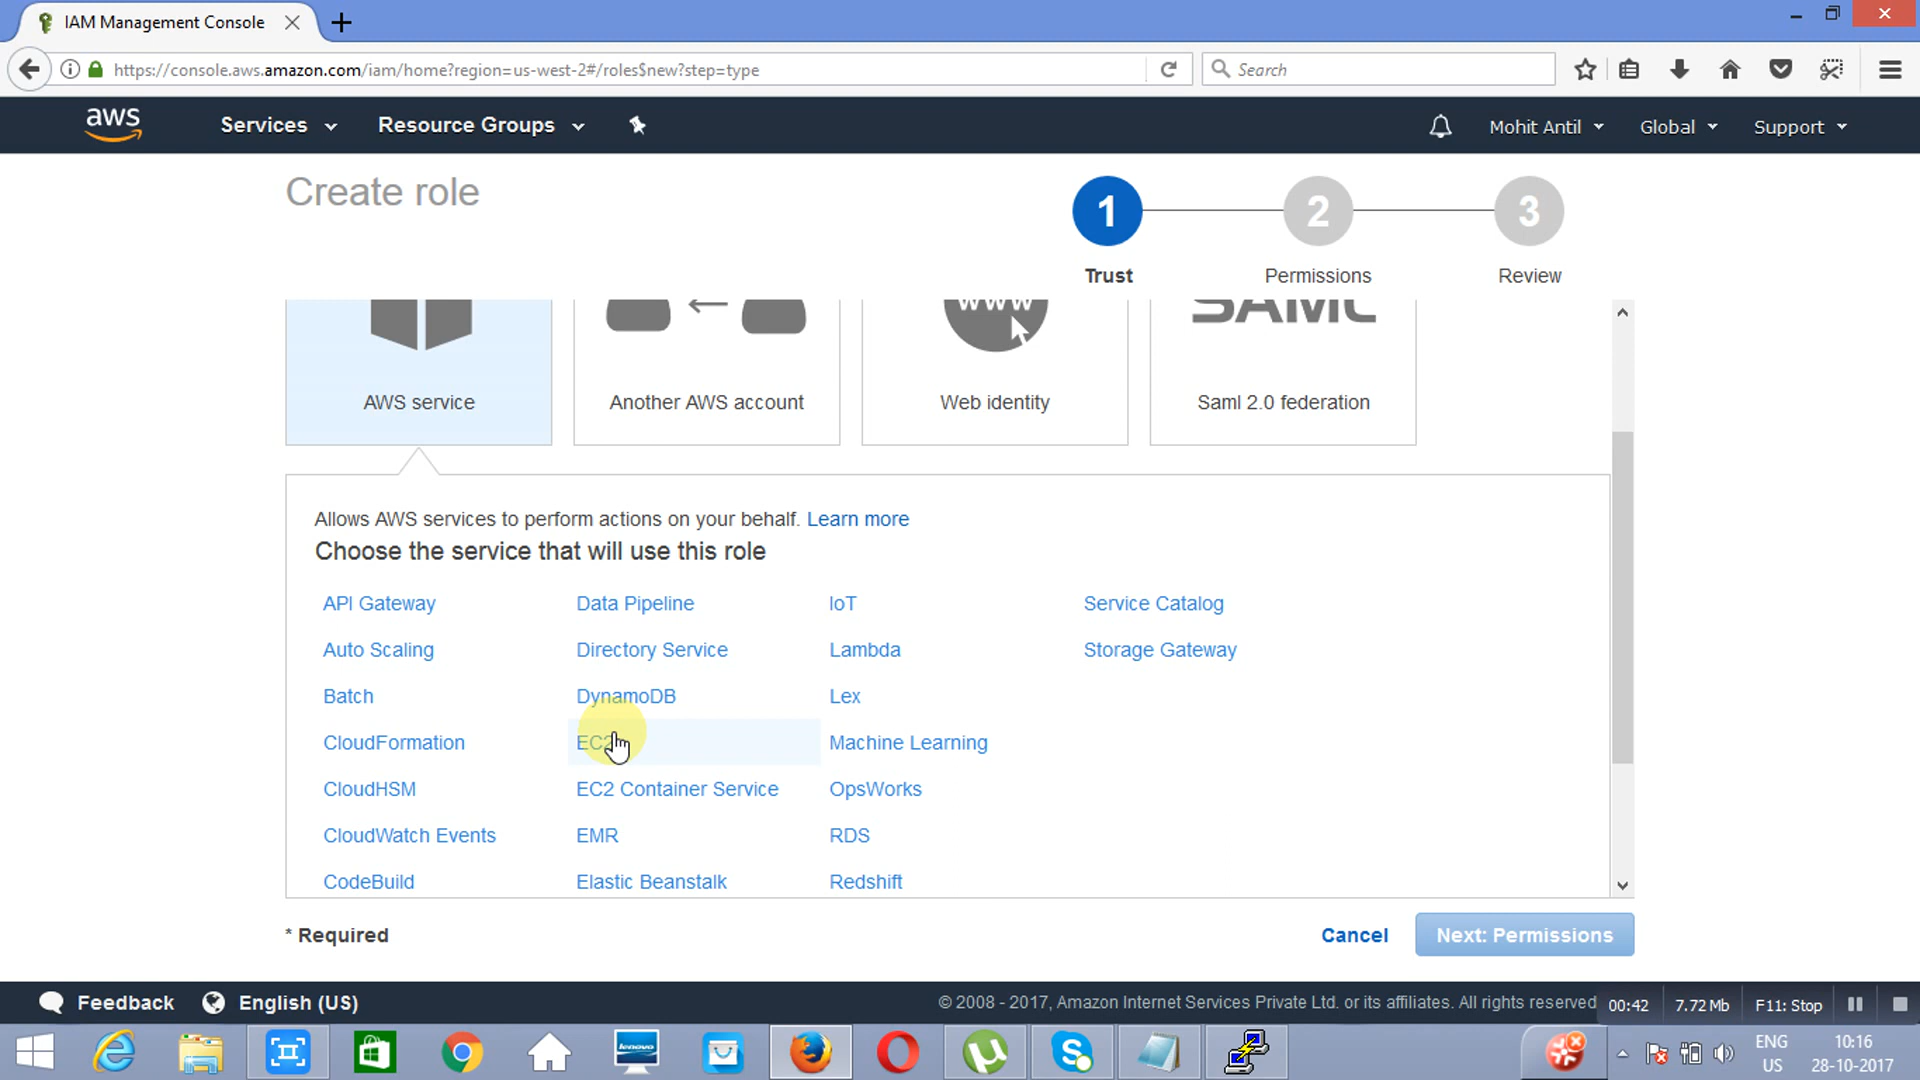 IAM Management Console
https://console.aws.amazon.com/iam/home?region=us-west-2#/roles$new?step=type
Search
aws
Services
Resource Groups
Mohit Antil
Global
Support
Create role
1
2
3
Trust
Permissions
Review
www
SAML
AWS service
Another AWS account
Web identity
Saml 2.0 federation
Allows AWS services to perform actions on your behalf. Learn more
Choose the service that will use this role
API Gateway
Data Pipeline
IoT
Service Catalog
Auto Scaling
Directory Service
Lambda
Storage Gateway
Batch
DynamoDB
Lex
CloudFormation
EC2
Machine Learning
CloudHSM
EC2 Container Service
OpsWorks
CloudWatch Events
EMR
RDS
CodeBuild
Elastic Beanstalk
Redshift
* Required
Cancel
Next: Permissions
Feedback
English (US)
© 2008 - 2017, Amazon Internet Services Private Ltd. or its affiliates. All rights reserved
00:42
7.72 Mb
F11: Stop
lenovo
ENG
US
10:16
28-10-2017